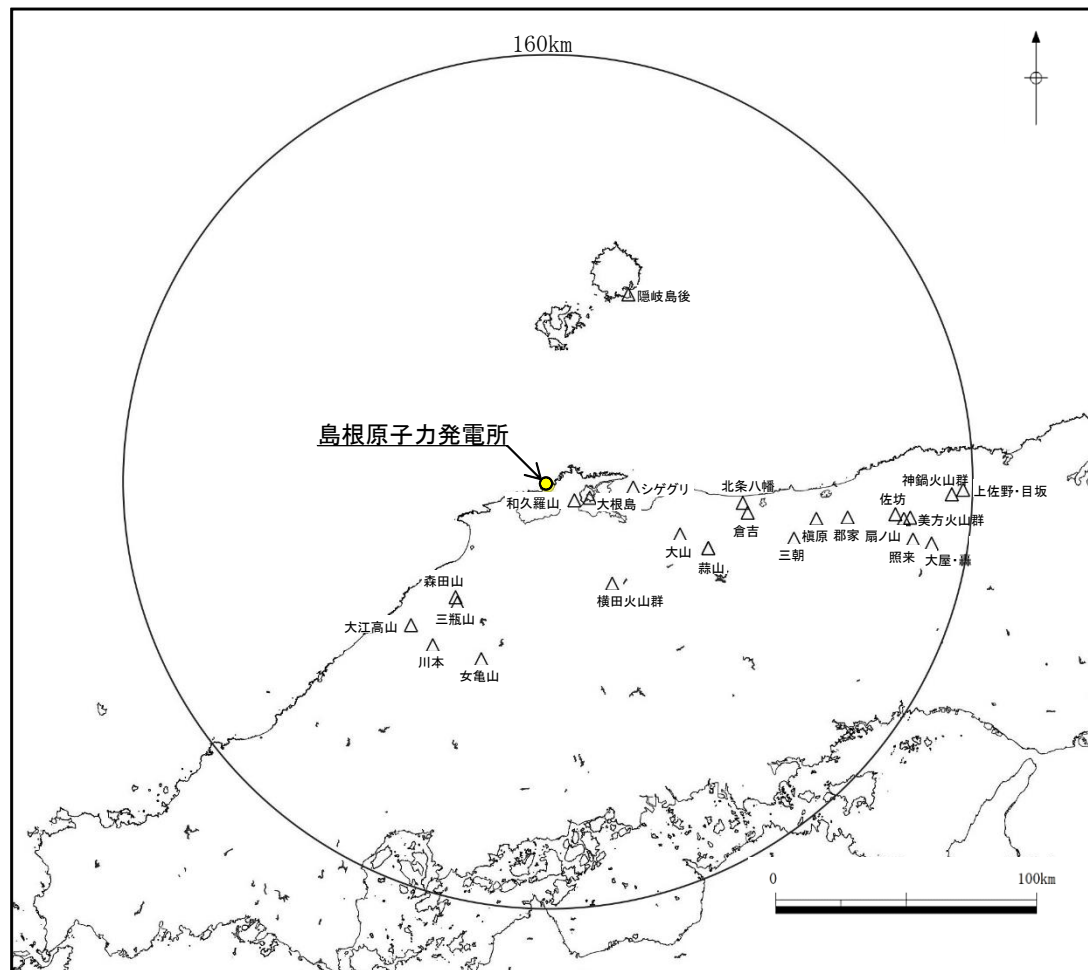 160km
隠岐島後
島根原子力発電所
シゲグリ
和久羅山
大根島
北条八幡
倉吉
神鍋火山群
上佐野・目坂
佐坊
美方火山群
扇ノ山
郡家
槇原
三朝
照来
大屋・轟
大山
蒜山
横田火山群
森田山
三瓶山
大江高山
川本
女亀山
0
100km